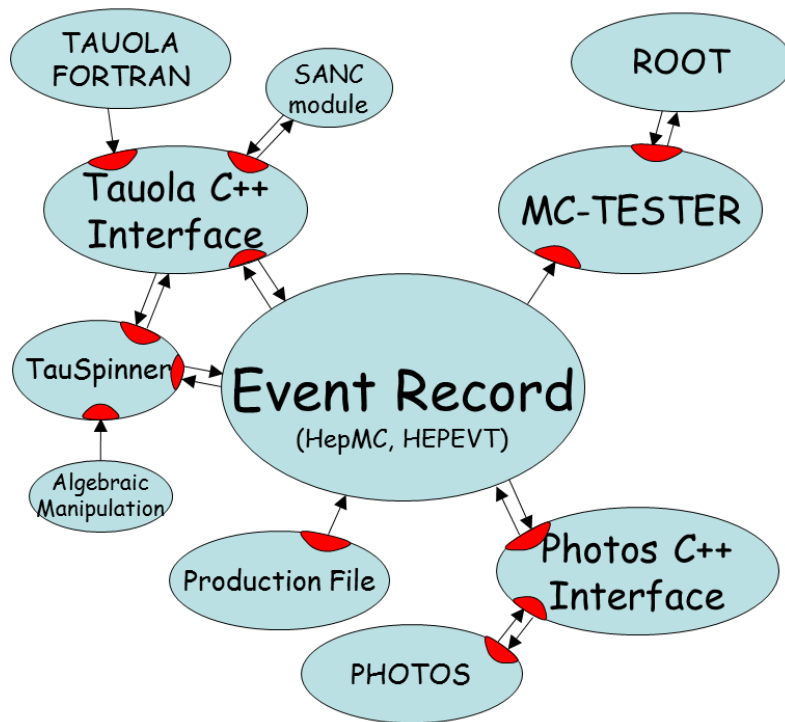 TAUOLA
FORTRAN
SANC
module
ROOT
Tauola C++
Interface
MC-TESTER
TauSpinner
Event Record
(HepMC, HEPEVT)
Algebraic
Manipulation
Production File
Photos C++
Interface
PHOTOS